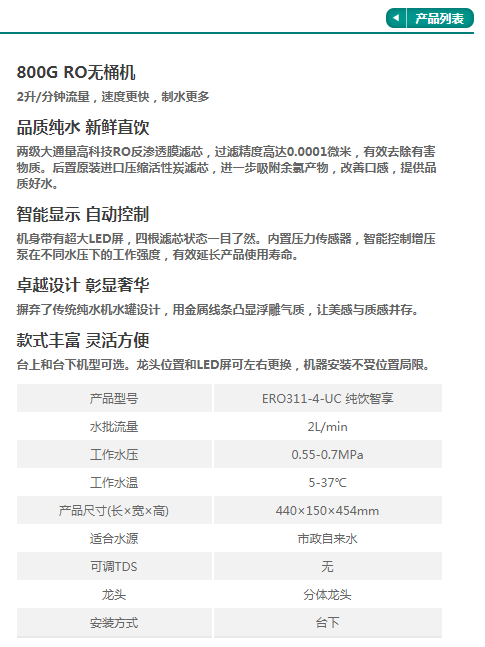 产品列表
800G RO无桶机
2升/分钟流量，速度更快，制水更多
品质纯水 新鲜直饮
两级大通量高科技RO反渗透膜滤芯，过滤精度高达0.0001微米，有效去除有害
物质。后置原装进口压缩活性炭滤芯，进一步吸附余氯产物，改善口感，提供品
质好水。
智能显示 自动控制
机身带有超大LED屏，四根滤芯状态一目了然。内置压力传感器，智能控制增压
泵在不同水压下的工作强度，有效延长产品使用寿命。
卓越设计 彰显奢华
摒弃了传统纯水机水罐设计，用金属线条凸显浮雕气质，让美感与质感并存。
款式丰富 灵活方便
台上和台下机型可选。龙头位置和LED屏可左右更换，机器安装不受位置局限。
产品型号 ERO311-4-UC 纯饮智享
水批流量 2L/min
工作水压 0.55-0.7MPa
工作水温 5-37℃
产品尺寸(长×宽×高) 440×150×454mm
适合水源 市政自来水
可调TDS 无
龙头 分体龙头
安装方式 台下